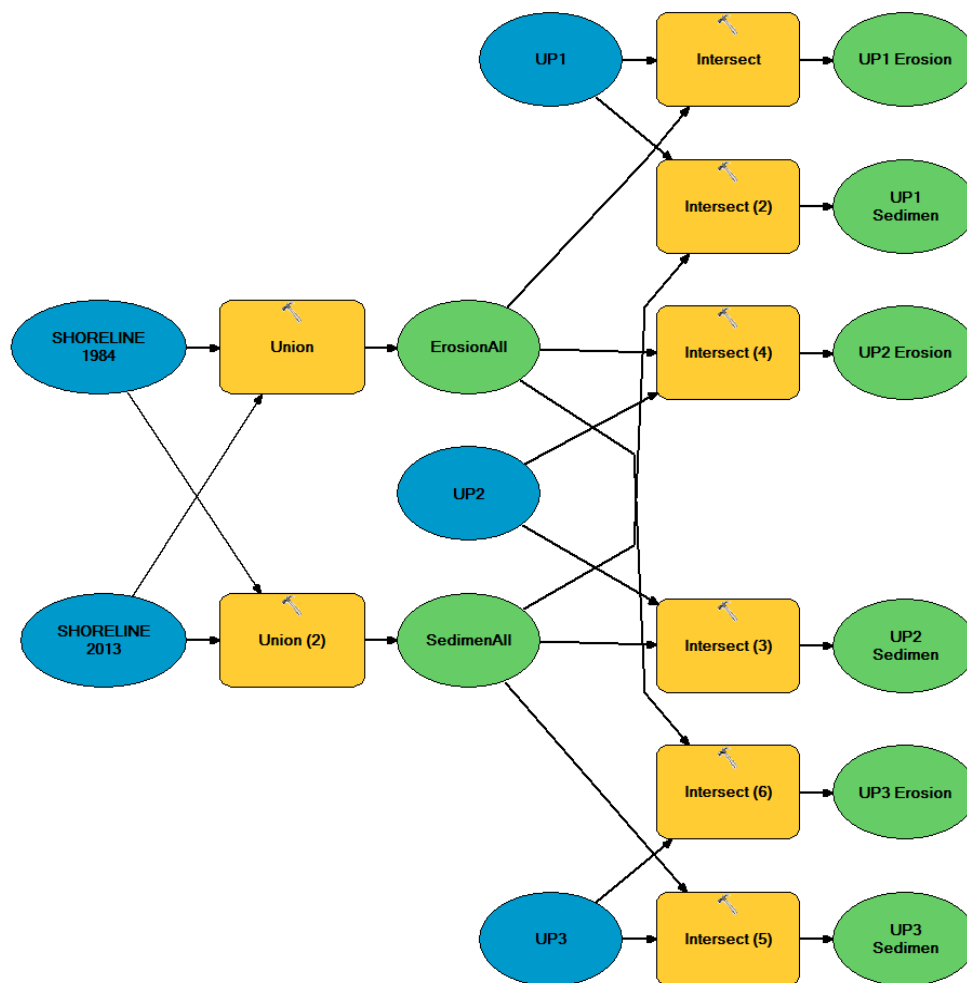 UP1
Intersect
UP1 Erosion
Intersect (2)
UP1
Sedimen
SHORELINE
1984
Union
ErosionAll
Intersect (4)
UP2 Erosion
UP2
SHORELINE
2013
Union (2)
SedimenAll
Intersect (3)
UP2
Sedimen
Intersect (6)
UP3 Erosion
UP3
Intersect (5)
UP3
Sedimen